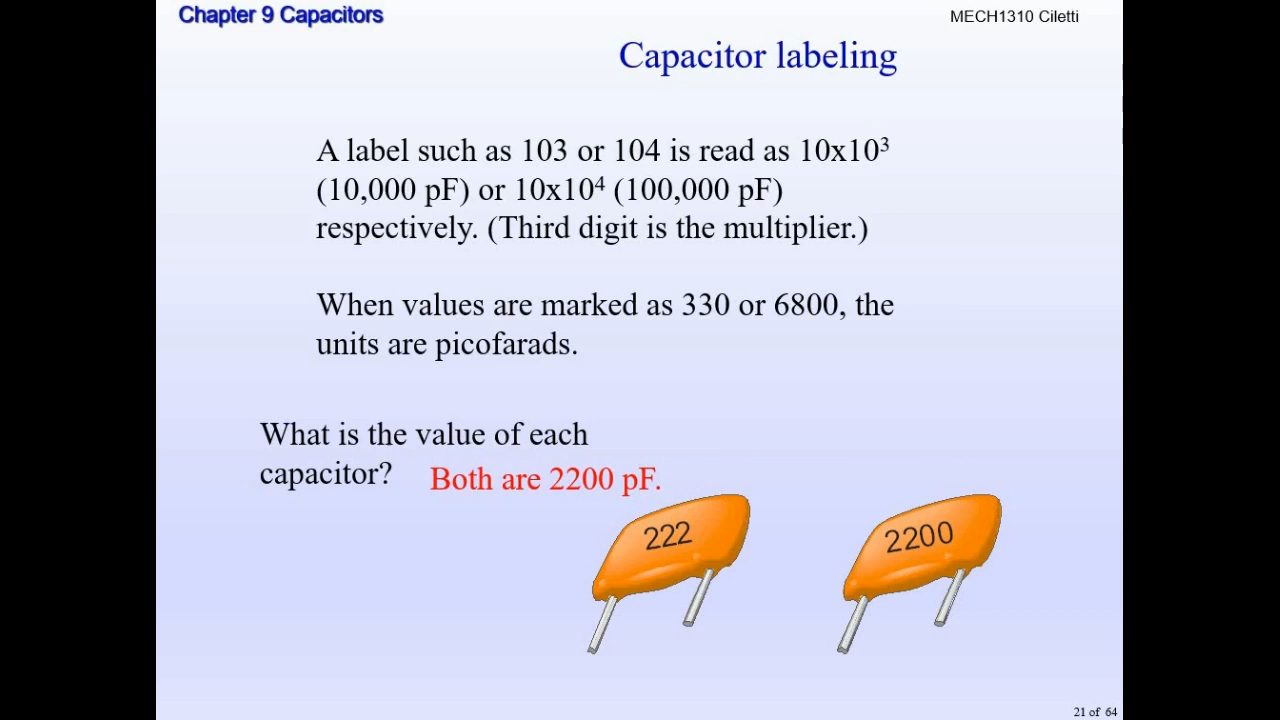 Chapter 9 Capacitors
MECH1310 Ciletti
Capacitor labeling
A label such as 103 or 104 is read as 10x10³
(10,000 pF) or 10x10⁴ (100,000 pF)
respectively. (Third digit is the multiplier.)
When values are marked as 330 or 6800, the
units are picofarads.
What is the value of each
capacitor?
Both are 2200 pF.
222
2200
21 of 64